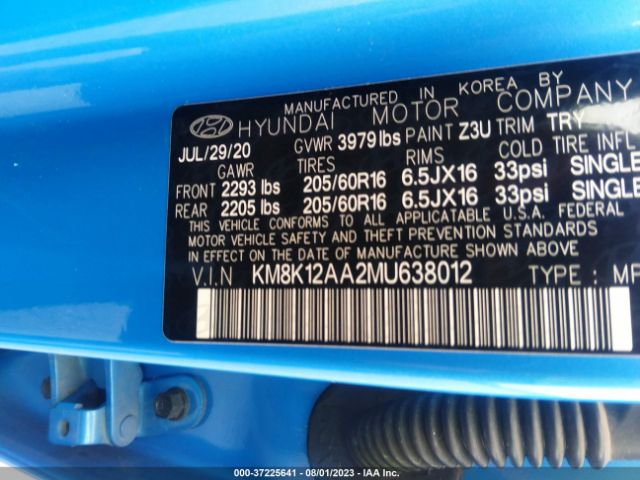 MANUFACTURED IN KOREA BY
HYUNDAI MOTOR COMPANY
JUL/29/20 GVWR 3979 lbs PAINT Z3U TRIM TRY
GAWR TIRES RIMS COLD TIRE INFL
FRONT 2293 lbs 205/60R16 6.5JX16 33psi SINGLE
REAR 2205 lbs 205/60R16 6.5JX16 33psi SINGLE
THIS VEHICLE CONFORMS TO ALL APPLICABLE U.S.A. FEDERAL
MOTOR VEHICLE SAFETY AND THEFT PREVENTION STANDARDS
IN EFFECT ON THE DATE OF MANUFACTURE SHOWN ABOVE
V.I.N KM8K12AA2MU638012 TYPE : MP
000-37225641 - 08/01/2023 - IAA Inc.